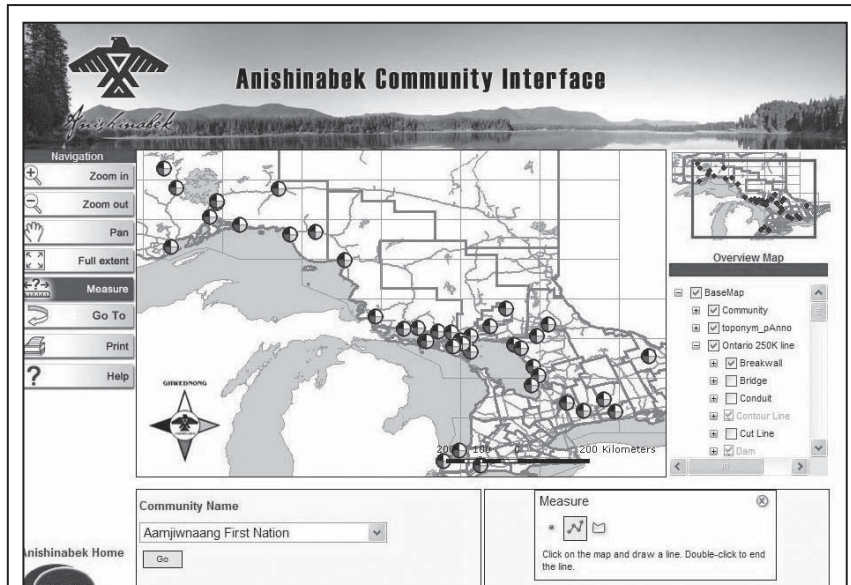 Anishinabek Community Interface
Anishinabek
Navigation
Zoom in
Zoom out
Pan
Full extent
Measure
Go To
Print
Help
GIIWEDNONG
200 100 0 200 Kilometers
Overview Map
BaseMap
Community
toponym_pAnno
Ontario 250K line
Breakwall
Bridge
Conduit
Contour Line
Cut Line
Dam
Community Name
Aamjiwnaang First Nation
Go
Measure
Click on the map and draw a line. Double-click to end
the line.
Anishinabek Home